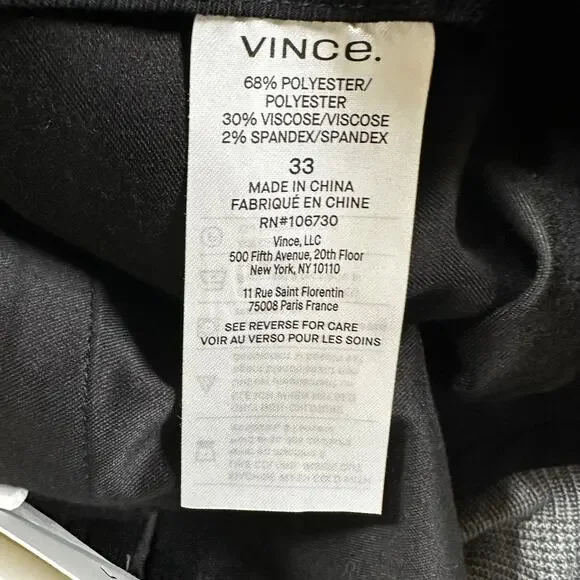 VINCE.
68% POLYESTER/
POLYESTER
30% VISCOSE/VISCOSE
2% SPANDEX/SPANDEX
33
MADE IN CHINA
FABRIQUÉ EN CHINE
RN#106730
Vince, LLC
500 Fifth Avenue, 20th Floor
New York, NY 10110
11 Rue Saint Florentin
75008 Paris France
SEE REVERSE FOR CARE
VOIR AU VERSO POUR LES SOINS